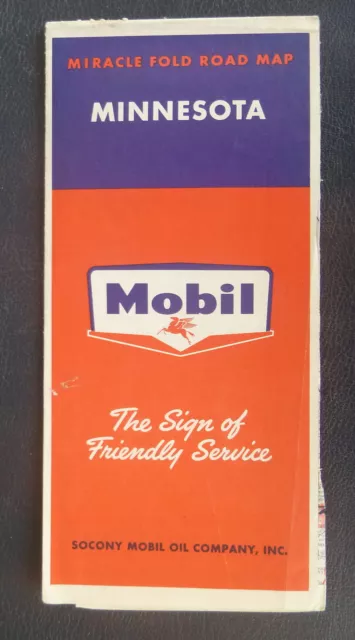 MIRACLE FOLD ROAD MAP
MINNESOTA
Mobil
The Sign of
Friendly Service
SOCONY MOBIL OIL COMPANY, INC.